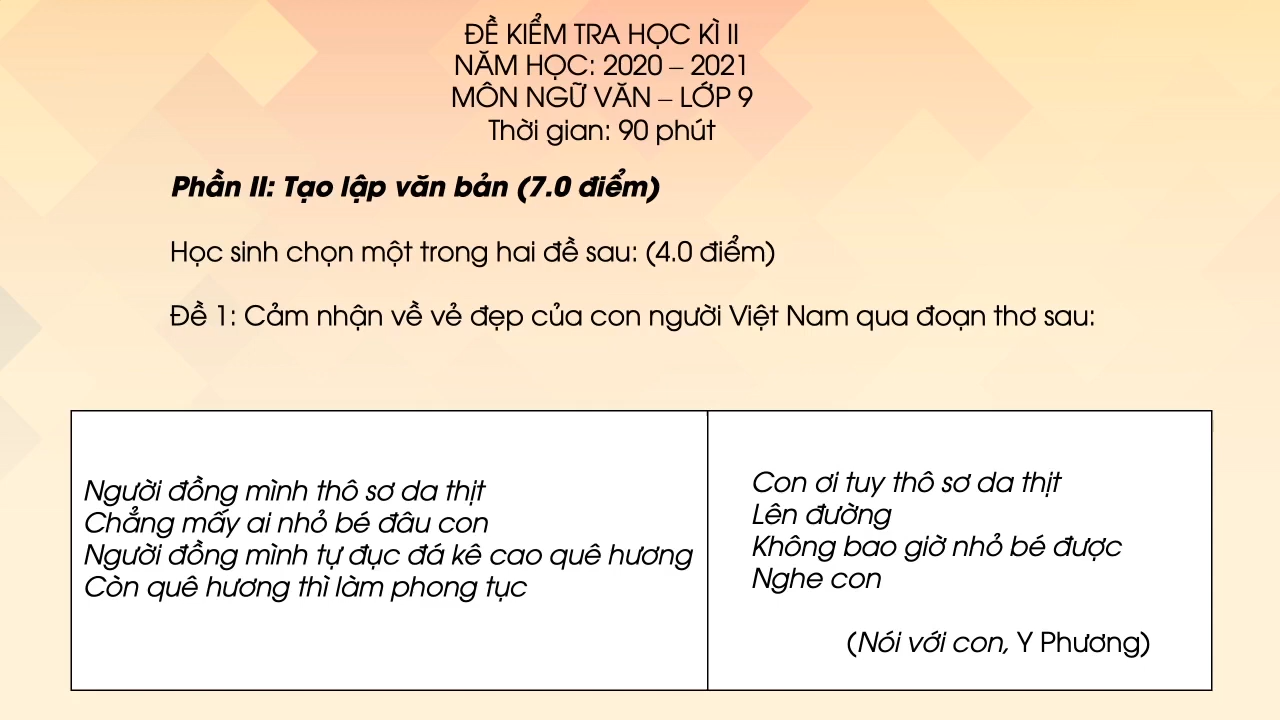 ĐỀ KIỂM TRA HỌC KÌ II
NĂM HỌC: 2020 – 2021
MÔN NGỮ VĂN – LỚP 9
Thời gian: 90 phút
Phần II: Tạo lập văn bản (7.0 điểm)
Học sinh chọn một trong hai đề sau: (4.0 điểm)
Đề 1: Cảm nhận về vẻ đẹp của con người Việt Nam qua đoạn thơ sau:
Người đồng mình thô sơ da thịt
Chẳng mấy ai nhỏ bé đâu con
Người đồng mình tự đục đá kê cao quê hương
Còn quê hương thì làm phong tục
Con ơi tuy thô sơ da thịt
Lên đường
Không bao giờ nhỏ bé được
Nghe con
(Nói với con, Y Phương)